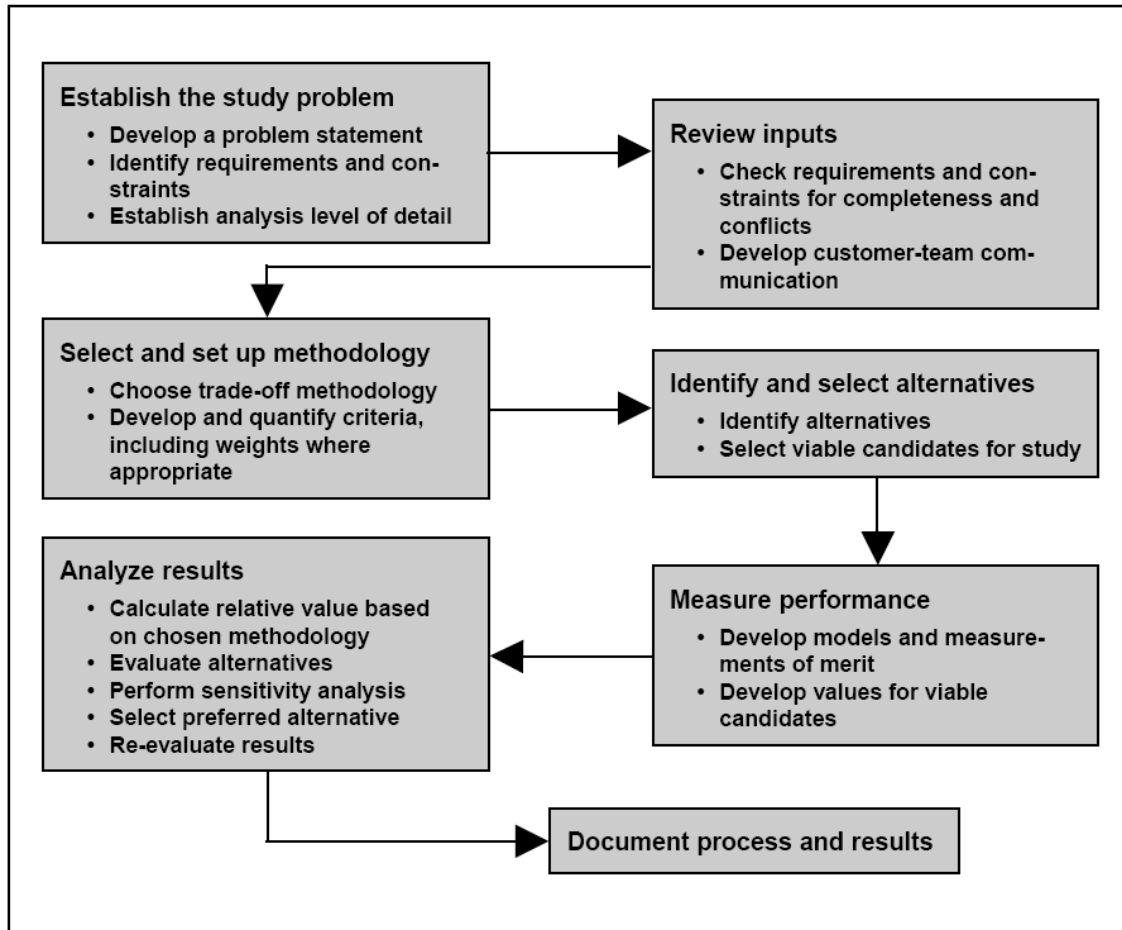 Establish the study problem
• Develop a problem statement
• Identify requirements and con-
straints
• Establish analysis level of detail
Review inputs
• Check requirements and con-
straints for completeness and
conflicts
• Develop customer-team com-
munication
Select and set up methodology
• Choose trade-off methodology
• Develop and quantify criteria,
including weights where
appropriate
Identify and select alternatives
• Identify alternatives
• Select viable candidates for study
Measure performance
• Develop models and measure-
ments of merit
• Develop values for viable
candidates
Analyze results
• Calculate relative value based
on chosen methodology
• Evaluate alternatives
• Perform sensitivity analysis
• Select preferred alternative
• Re-evaluate results
Document process and results